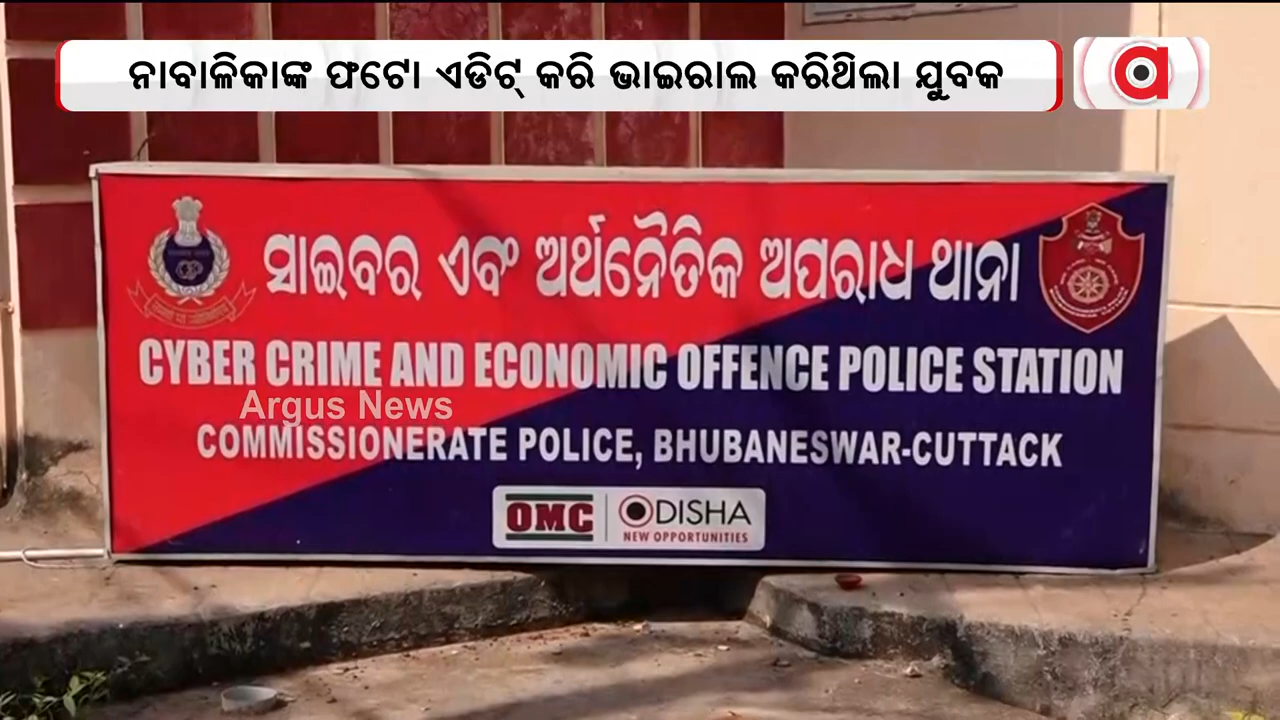 ନାବାଳିକାଙ୍କ ଫଟୋ ଏଡିଟ୍ କରି ଭାଇରାଲ କରିଥିଲା ଯୁବକ
ସାଇବର ଏବଂ ଅର୍ଥନୈତିକ ଅପରାଧ ଥାନା
CYBER CRIME AND ECONOMIC OFFENCE POLICE STATION
Argus News
COMMISSIONERATE POLICE, BHUBANESWAR-CUTTACK
OMC ODISHA
NEW OPPORTUNITIES